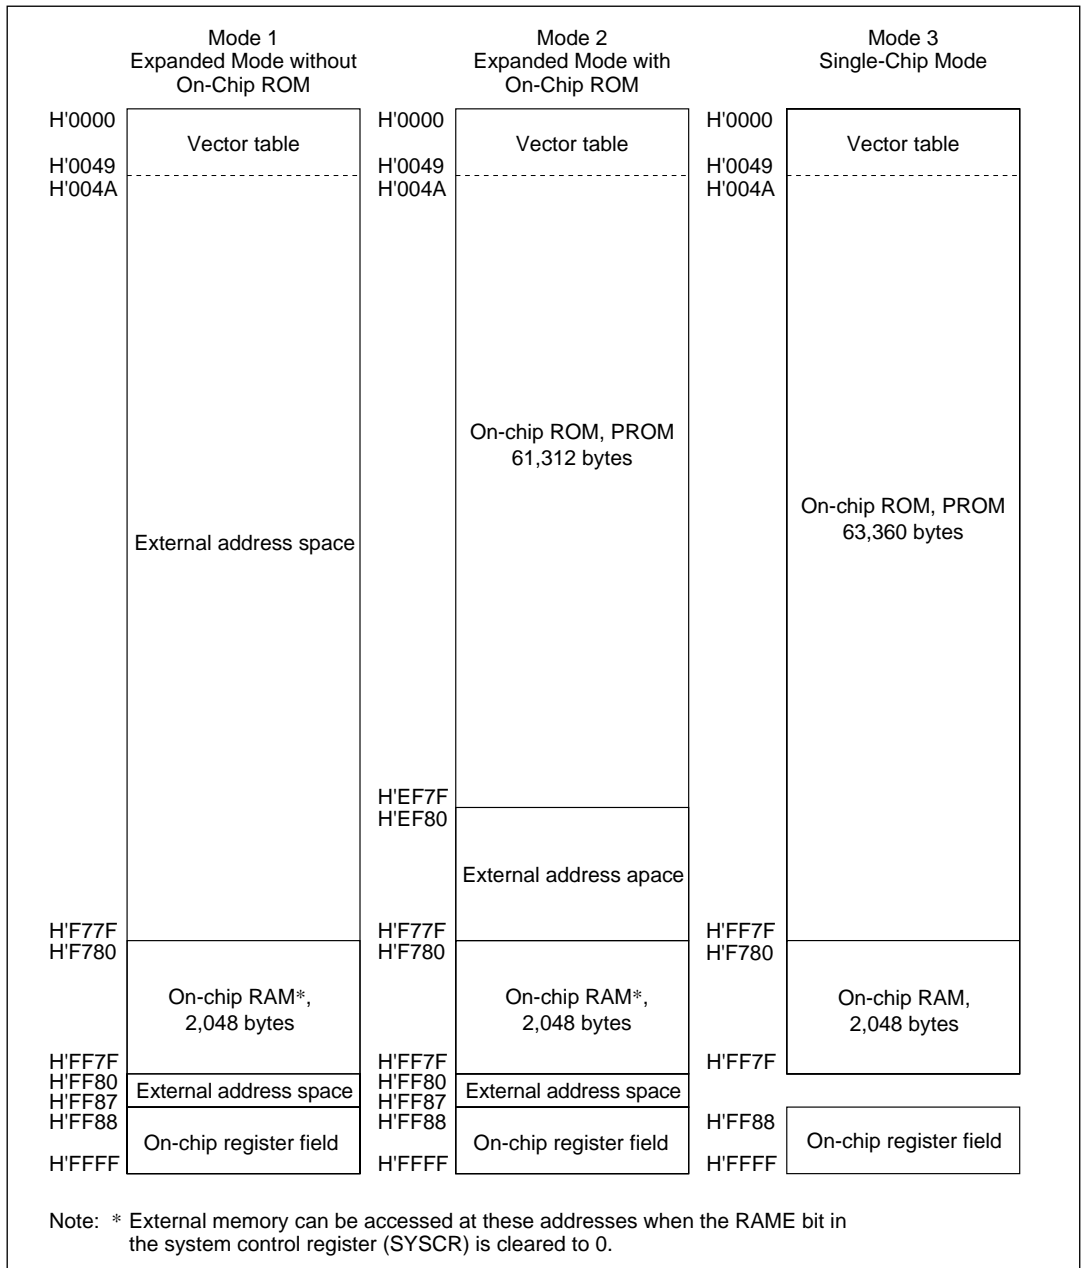 Mode 1
Expanded Mode without
On-Chip ROM
H'0000
Vector table
H'0049
H'004A
External address space
H'F77F
H'F780
On-chip RAM*,
2,048 bytes
H'FF7F
H'FF80
External address space
H'FF87
H'FF88
On-chip register field
H'FFFF
Mode 2
Expanded Mode with
On-Chip ROM
H'0000
Vector table
H'0049
H'004A
On-chip ROM, PROM
61,312 bytes
H'EF7F
H'EF80
External address apace
H'F77F
H'F780
On-chip RAM*,
2,048 bytes
H'FF7F
H'FF80
External address space
H'FF87
H'FF88
On-chip register field
H'FFFF
Mode 3
Single-Chip Mode
H'0000
Vector table
H'0049
H'004A
On-chip ROM, PROM
63,360 bytes
H'FF7F
H'F780
On-chip RAM,
2,048 bytes
H'FF7F
H'FF88
On-chip register field
H'FFFF
Note: * External memory can be accessed at these addresses when the RAME bit in
the system control register (SYSCR) is cleared to 0.